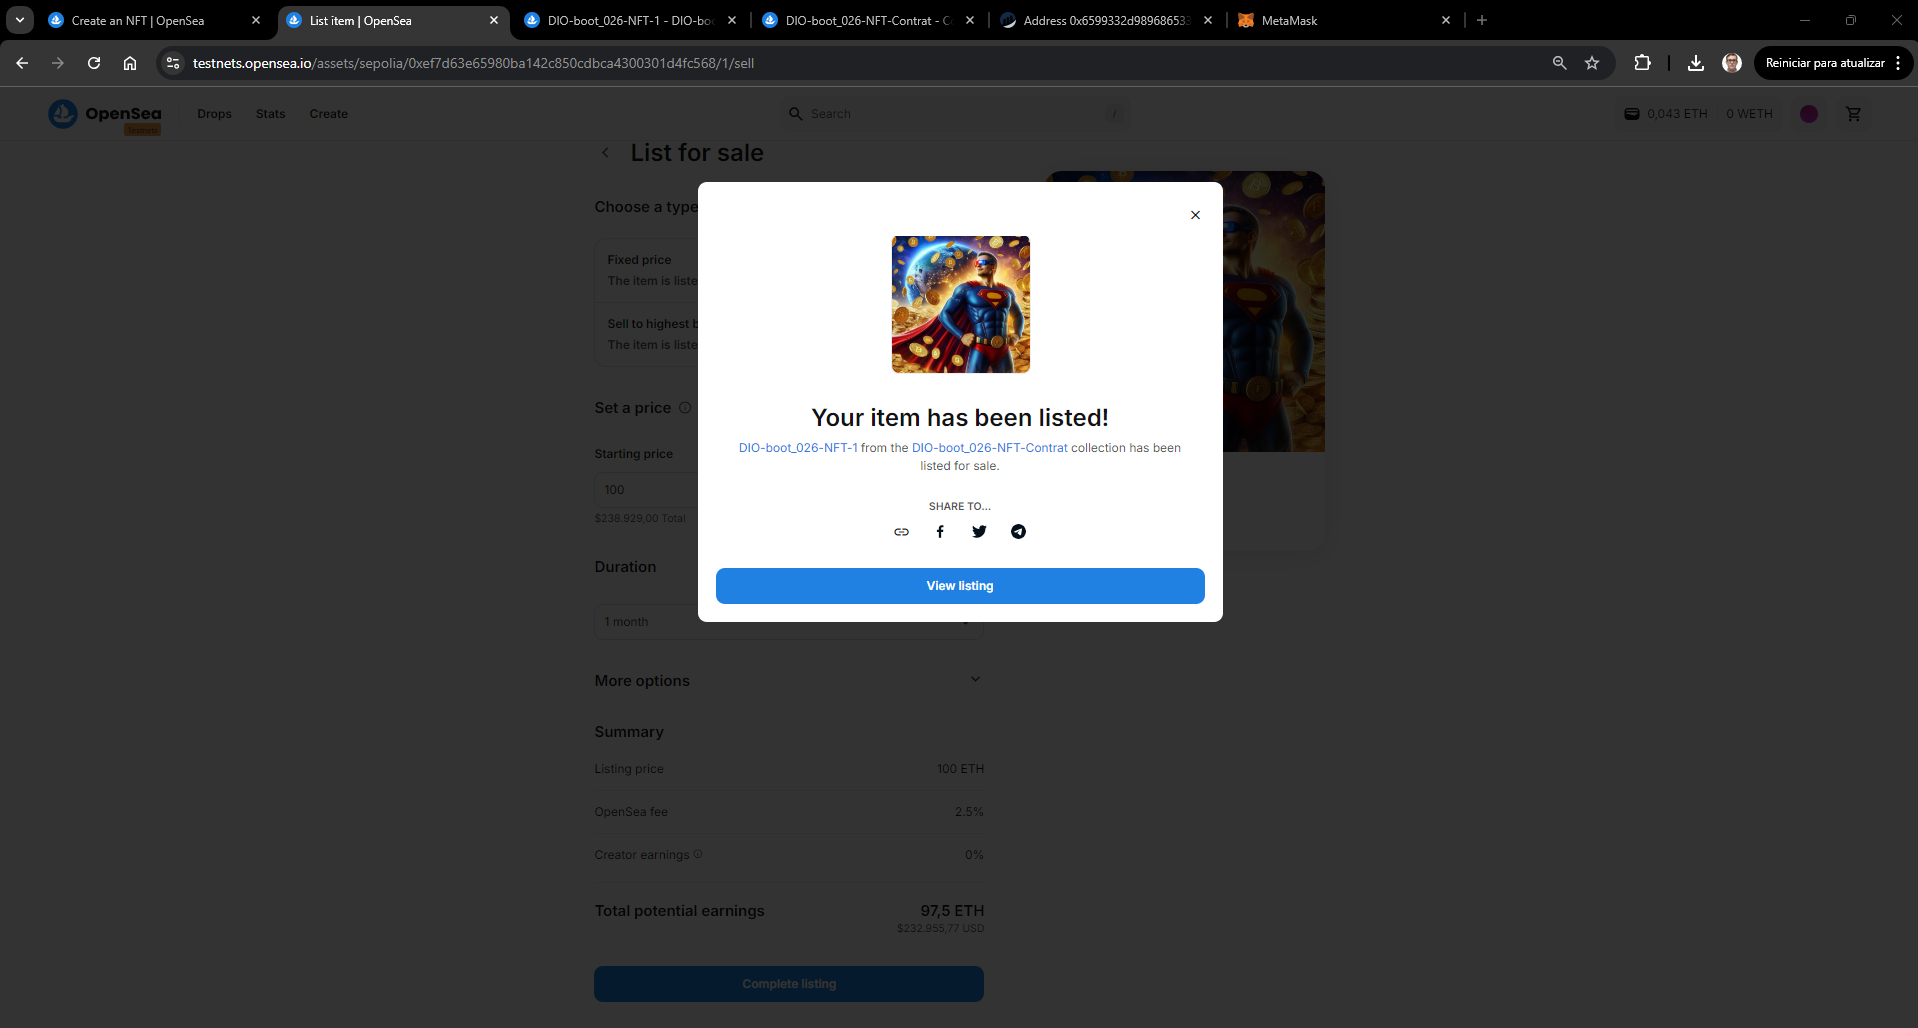 Create an NFT | OpenSea
List item | OpenSea
DIO-boot_026-NFT-1 - DIO-boo
DIO-boot_026-NFT-Contrat - Co
Address 0x6599332d989686533
MetaMask
testnets.opensea.io/assets/sepolia/0xef7d63e65980ba142c850cdbca4300301d4fc568/1/sell
Reiniciar para atualizar
OpenSea
Testnets
Drops
Stats
Create
Search
/
0,043 ETH
0 WETH
List for sale
Choose a type
Fixed price
The item is liste
Sell to highest b
The item is liste
Set a price
Starting price
100
$238.929,00 Total
Duration
1 month
More options
Summary
Listing price
100 ETH
OpenSea fee
2.5%
Creator earnings
0%
Total potential earnings
97,5 ETH
$232.955,77 USD
Complete listing
Your item has been listed!
DIO-boot_026-NFT-1 from the DIO-boot_026-NFT-Contrat collection has been
listed for sale.
SHARE TO...
View listing